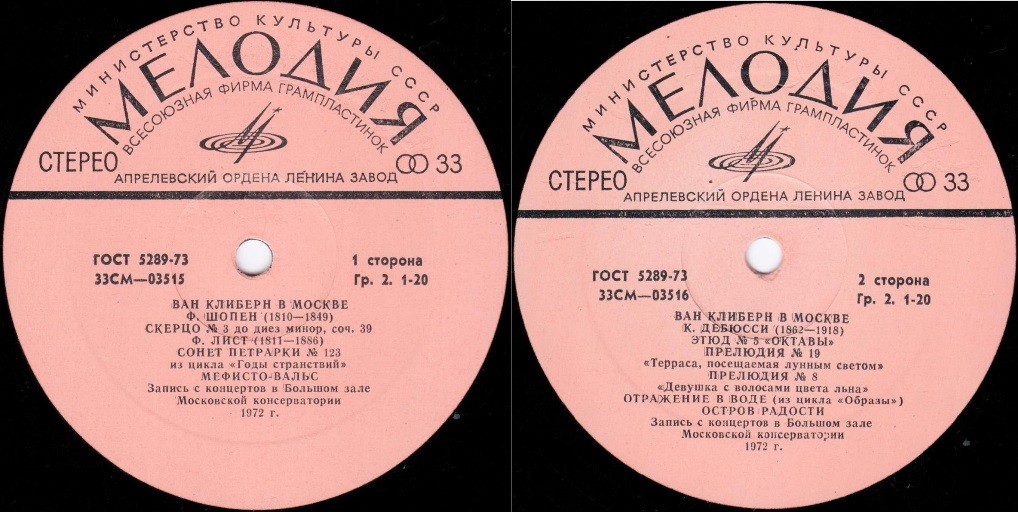 МИНИСТЕРСТВО КУЛЬТУРЫ СССР
МЕЛОДИЯ
ВСЕСОЮЗНАЯ ФИРМА ГРАМПЛАСТИНОК
СТЕРЕО 33
АПРЕЛЕВСКИЙ ОРДЕНА ЛЕНИНА ЗАВОД
ГОСТ 5289-73
33СМ—03515
1 сторона
Гр. 2. 1-20
ВАН КЛИБЕРН В МОСКВЕ
Ф. ШОПЕН (1810—1849)
СКЕРЦО № 3 до диез минор, соч. 39
Ф. ЛИСТ (1811—1886)
СОНЕТ ПЕТРАРКИ № 123
из цикла «Годы странствий»
МЕФИСТО-ВАЛЬС
Запись с концертов в Большом зале
Московской консерватории
1972 г.
МИНИСТЕРСТВО КУЛЬТУРЫ СССР
МЕЛОДИЯ
ВСЕСОЮЗНАЯ ФИРМА ГРАМПЛАСТИНОК
СТЕРЕО 33
АПРЕЛЕВСКИЙ ОРДЕНА ЛЕНИНА ЗАВОД
ГОСТ 5289-73
33СМ—03516
2 сторона
Гр. 2. 1-20
ВАН КЛИБЕРН В МОСКВЕ
К. ДЕБЮССИ (1862—1918)
ЭТЮД № 5 «ОКТАВЫ»
ПРЕЛЮДИЯ № 19
«Терраса, посещаемая лунным светом»
ПРЕЛЮДИЯ № 8
«Девушка с волосами цвета льна»
ОТРАЖЕНИЕ В ВОДЕ (из цикла «Образы»)
ОСТРОВ РАДОСТИ
Запись с концертов в Большом зале
Московской консерватории
1972 г.